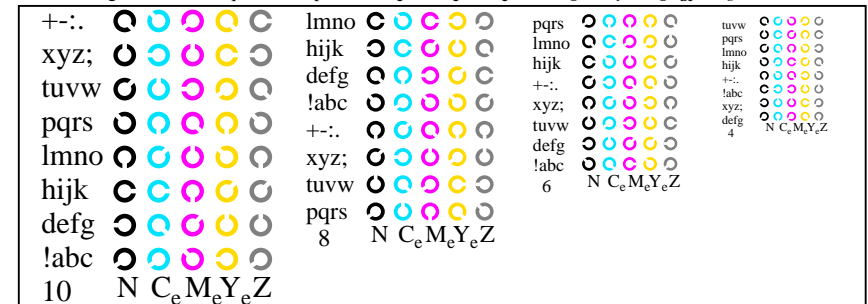 +-:.
xyz;
tuvw
pqrs
lmno
hijk
defg
!abc
10 N CeMeYeZ
lmno
hijk
defg
!abc
+-:.
xyz;
tuvw
pqrs
8 N CeMeYeZ
pqrs
lmno
hijk
+-:.
xyz;
tuvw
defg
!abc
6 N CeMeYeZ
tuvw
pqrs
lmno
hijk
+-:.
!abc
xyz;
defg
4 N CeMeYeZ